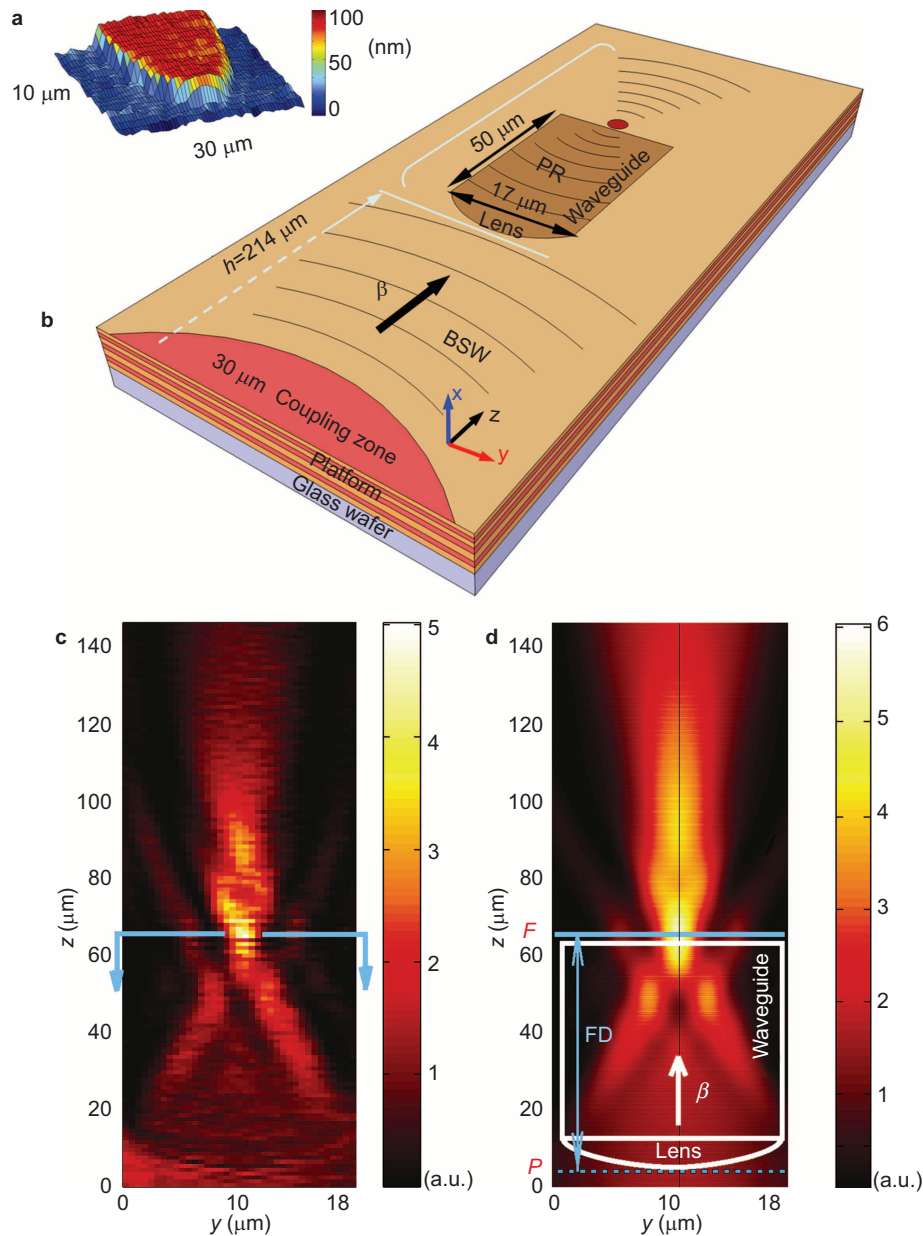 a
100
50
0
(nm)
10 μm
30 μm
50 μm
PR
17 μm
Waveguide
Lens
h=214 μm
β
b
BSW
30 μm Coupling zone
x
z
y
Platform
Glass wafer
c
140
120
100
80
60
40
20
0
z (μm)
0
10
18
y (μm)
5
4
3
2
1
(a.u.)
d
140
120
100
80
60
40
20
0
z (μm)
F
P
FD
Waveguide
β
Lens
0
10
18
y (μm)
6
5
4
3
2
1
(a.u.)